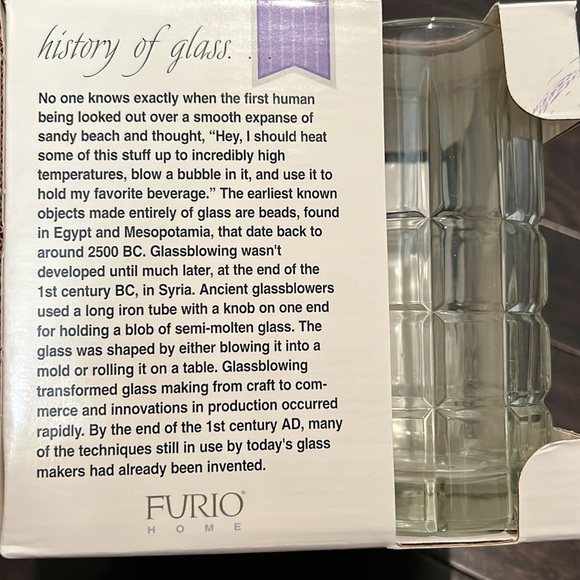 history of glass. . .
No one knows exactly when the first human
being looked out over a smooth expanse of
sandy beach and thought, “Hey, I should heat
some of this stuff up to incredibly high
temperatures, blow a bubble in it, and use it to
hold my favorite beverage.” The earliest known
objects made entirely of glass are beads, found
in Egypt and Mesopotamia, that date back to
around 2500 BC. Glassblowing wasn't
developed until much later, at the end of the
1st century BC, in Syria. Ancient glassblowers
used a long iron tube with a knob on one end
for holding a blob of semi-molten glass. The
glass was shaped by either blowing it into a
mold or rolling it on a table. Glassblowing
transformed glass making from craft to com-
merce and innovations in production occurred
rapidly. By the end of the 1st century AD, many
of the techniques still in use by today's glass
makers had already been invented.
FURIO®
HOME